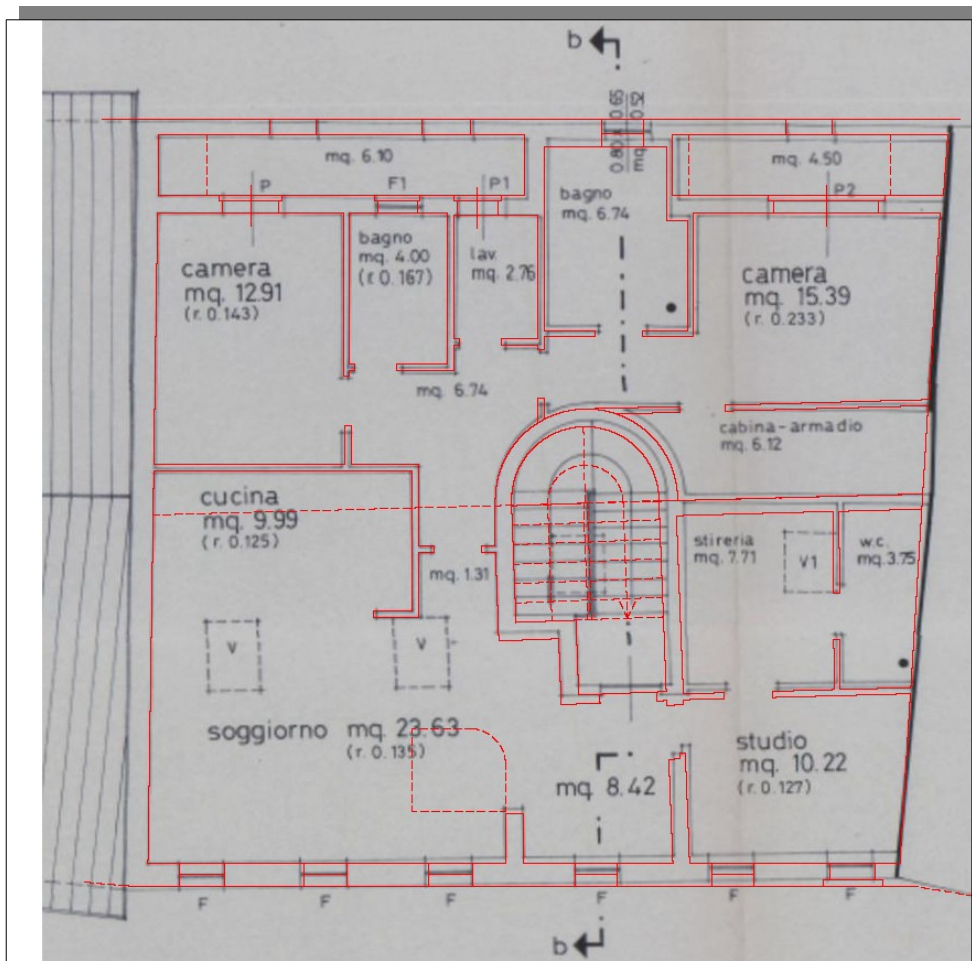 b
0.80 x 0.65
mq. 0.52
mq. 6.10
mq. 4.50
P
F1
P1
P2
bagno
mq. 6.74
bagno
mq. 4.00
(r. 0.167)
lav.
mq. 2.76
camera
mq. 12.91
(r. 0.143)
camera
mq. 15.39
(r. 0.233)
mq. 6.74
cabina-armadio
mq. 6.12
cucina
mq. 9.99
(r. 0.125)
stireria
mq. 7.71
V1
w.c.
mq. 3.75
mq. 1.31
V
V
soggiorno mq. 23.63
(r. 0.135)
studio
mq. 10.22
(r. 0.127)
mq. 8.42
F
F
F
F
F
F
b